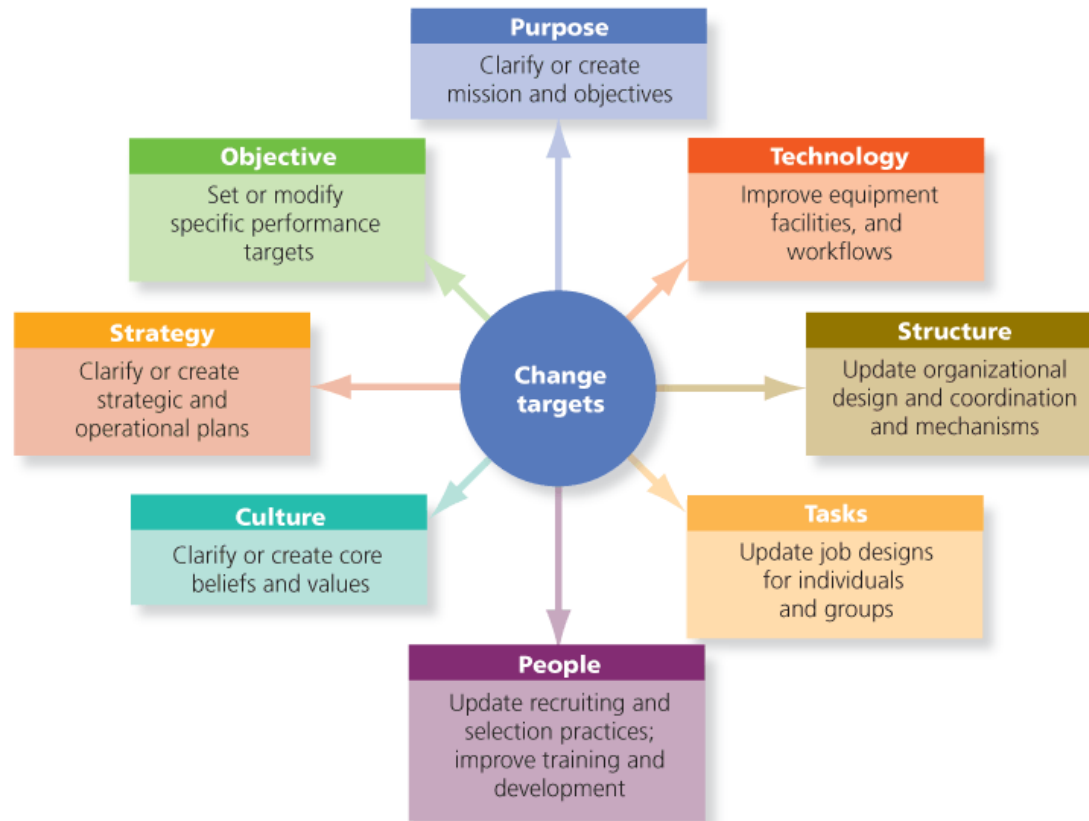 Purpose
Clarify or create
mission and objectives
Objective
Set or modify
specific performance
targets
Technology
Improve equipment
facilities, and
workflows
Strategy
Clarify or create
strategic and
operational plans
Change
targets
Structure
Update organizational
design and coordination
and mechanisms
Culture
Clarify or create core
beliefs and values
Tasks
Update job designs
for individuals
and groups
People
Update recruiting and
selection practices;
improve training and
development